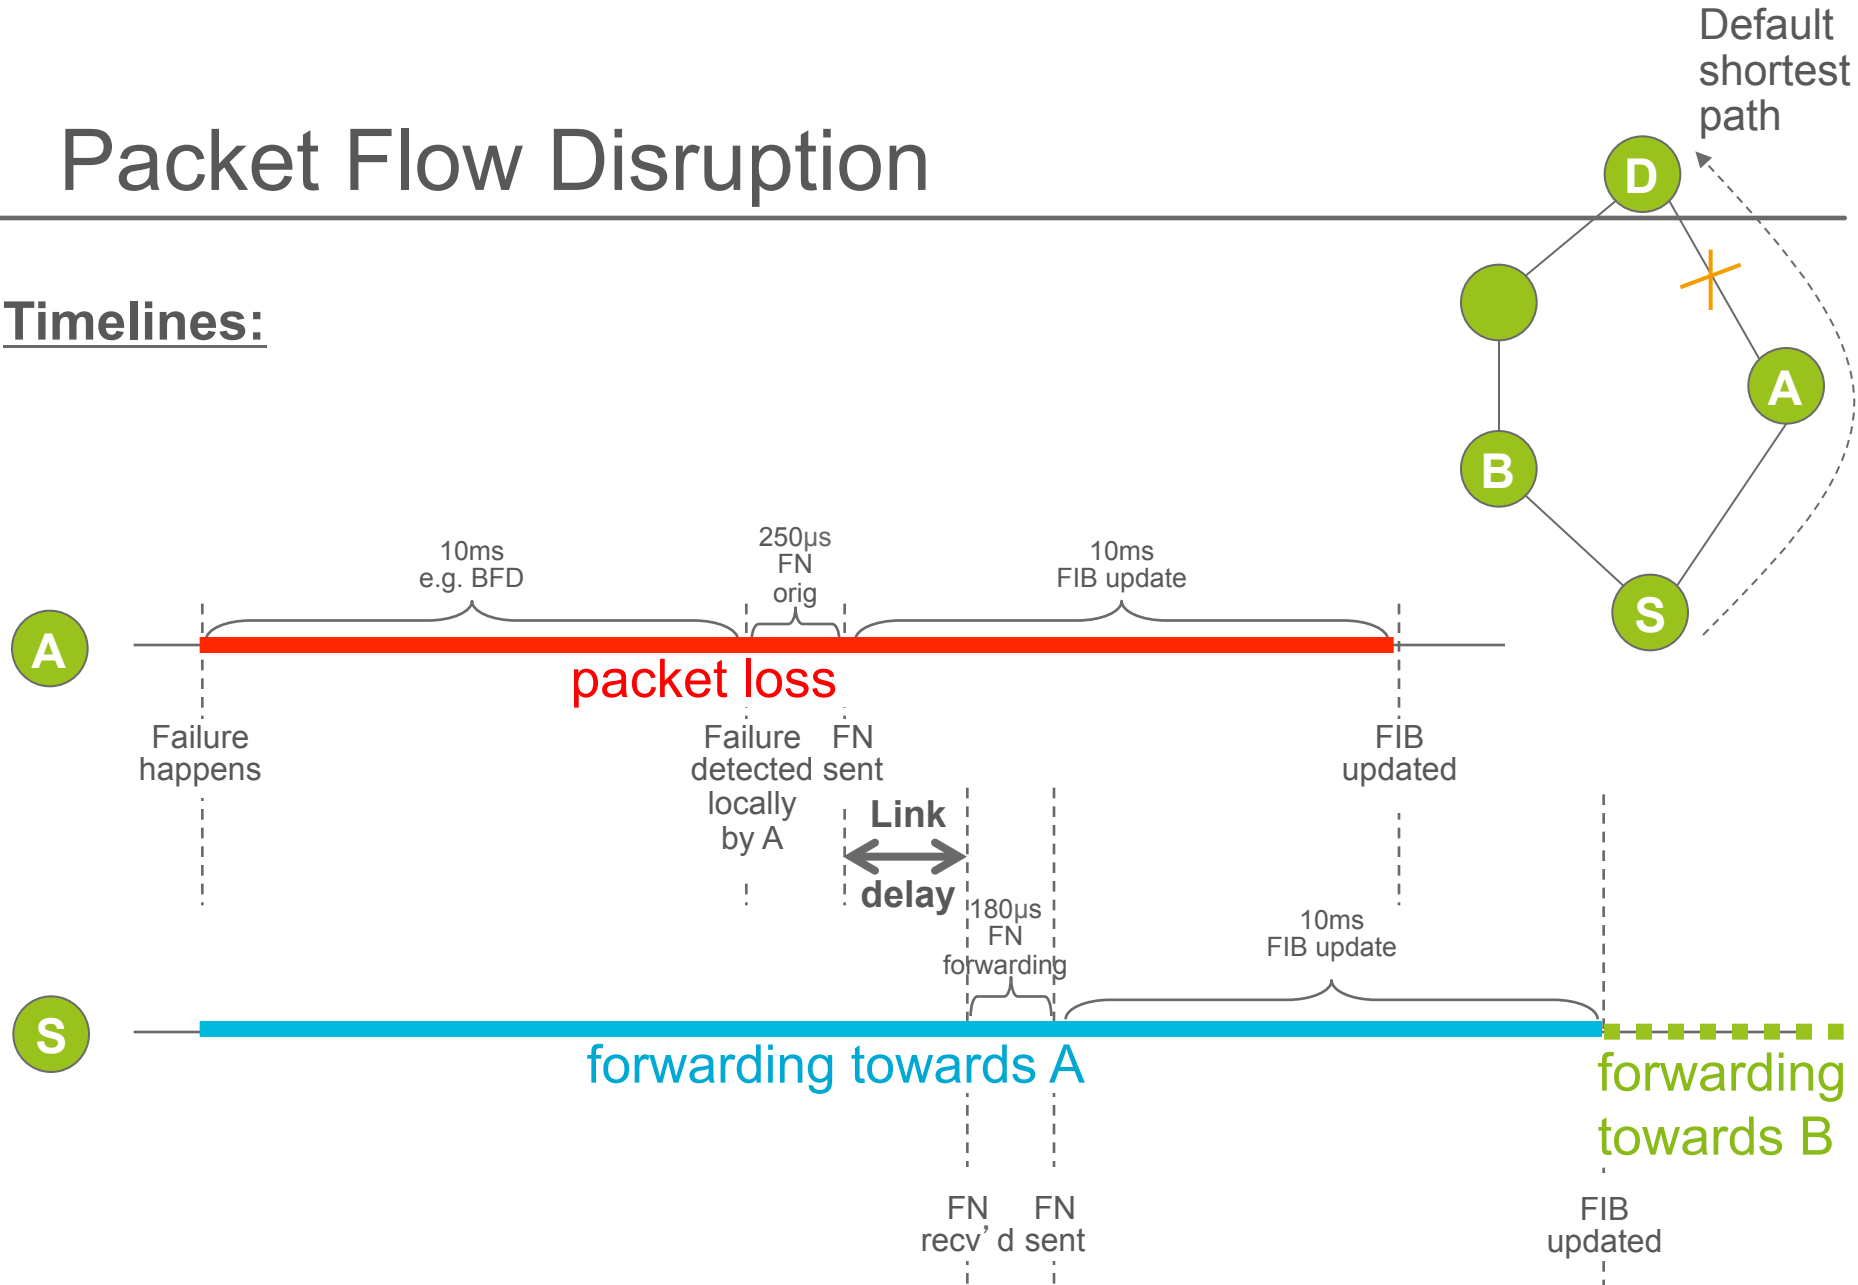 Default
shortest
path
Packet Flow Disruption
D
Timelines:
A
B
S
10ms
e.g. BFD
250µs
FN
orig
10ms
FIB update
A
packet loss
Failure
happens
Failure
detected
locally
by A
FN
sent
FIB
updated
Link
delay
180µs
FN
forwarding
10ms
FIB update
S
forwarding towards A
forwarding
towards B
FN
recv’d
FN
sent
FIB
updated